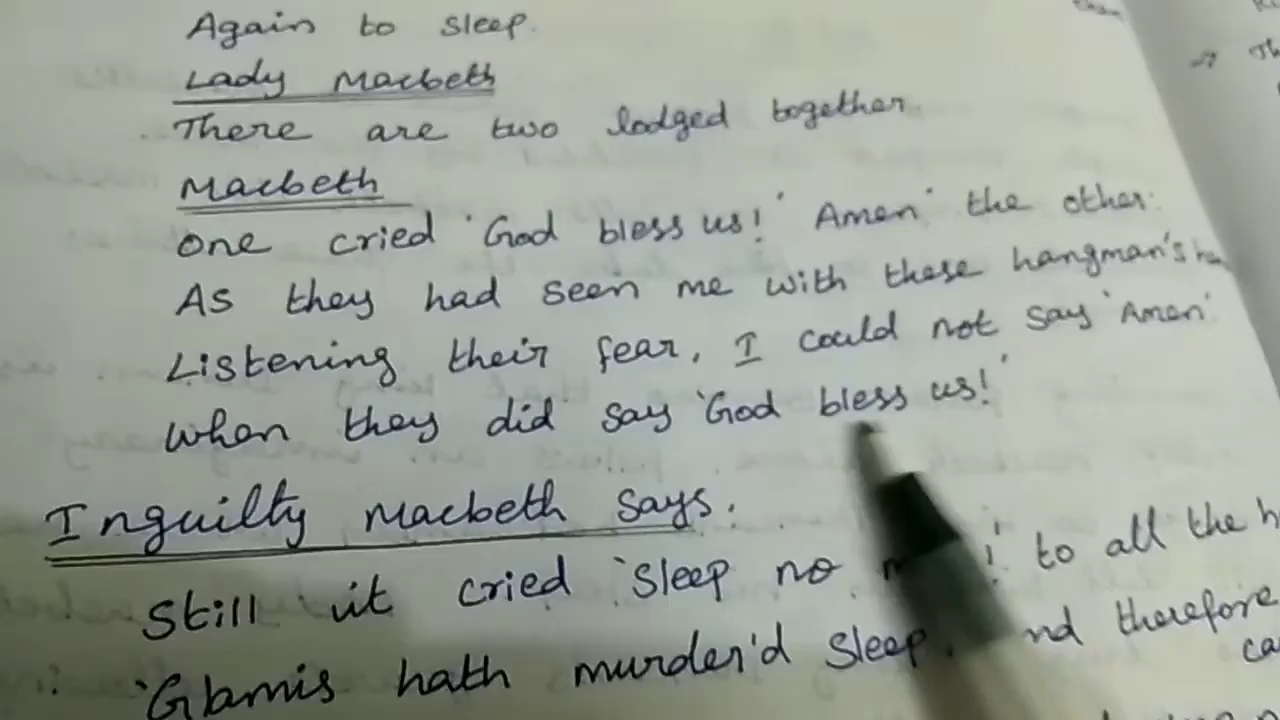 Again to sleep.
Lady Macbeth
There are two lodged together.
Macbeth
One cried 'God bless us!' 'Amen' the other:
As they had seen me with these hangman's
Listening their fear, I could not say 'Amen'.
When they did say 'God bless us!'
Inguilty Macbeth says.
Still it cried 'Sleep no ! to all the
'Glamis hath murder'd Sleep, nd therefore